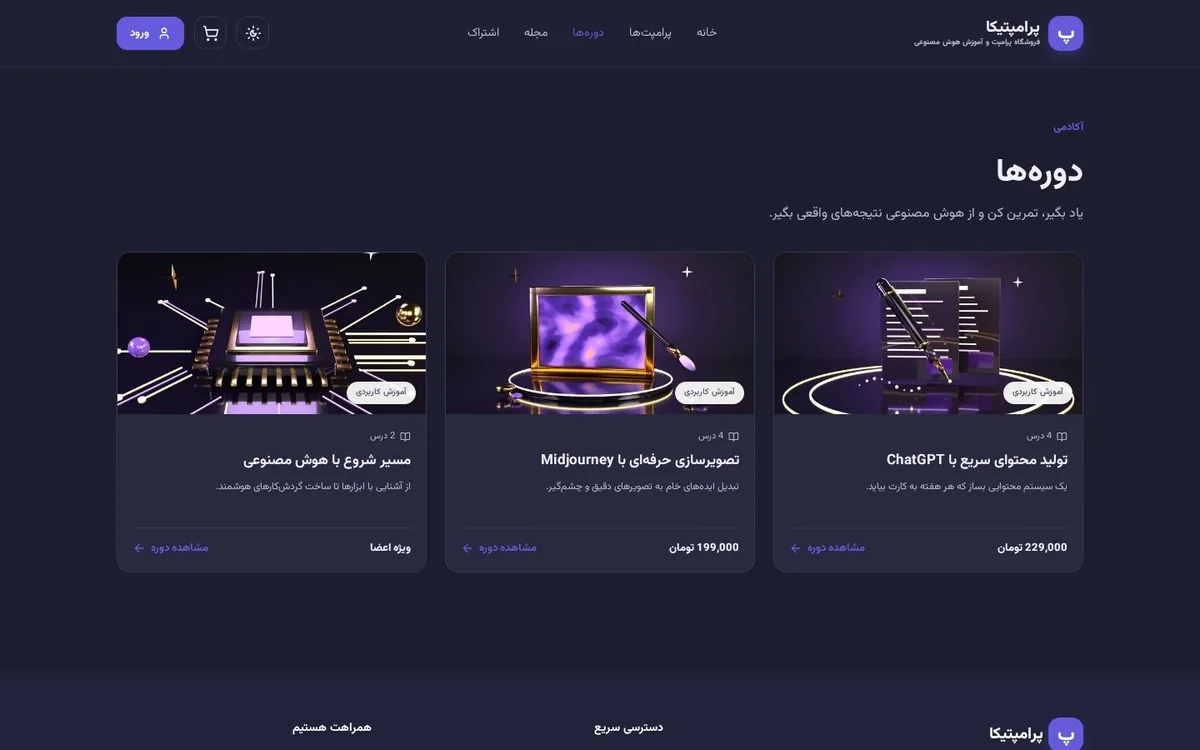 پ
پرامپتیکا
فروشگاه پرامپت و آموزش هوش مصنوعی
خانه
پرامپت‌ها
دوره‌ها
مجله
اشتراک
ورود
آکادمی
دوره‌ها
یاد بگیر، تمرین کن و از هوش مصنوعی نتیجه‌های واقعی بگیر.
آموزش کاربردی
4 درس
تولید محتوای سریع با ChatGPT
یک سیستم محتوایی بساز که هر هفته به کارت بیاید.
229,000 تومان
مشاهده دوره
آموزش کاربردی
4 درس
تصویرسازی حرفه‌ای با Midjourney
تبدیل ایده‌های خام به تصویرهای دقیق و چشم‌گیر.
199,000 تومان
مشاهده دوره
آموزش کاربردی
2 درس
مسیر شروع با هوش مصنوعی
از آشنایی با ابزارها تا ساخت گردش‌کارهای هوشمند.
ویژه اعضا
مشاهده دوره
پ
پرامپتیکا
دسترسی سریع
همراهت هستیم